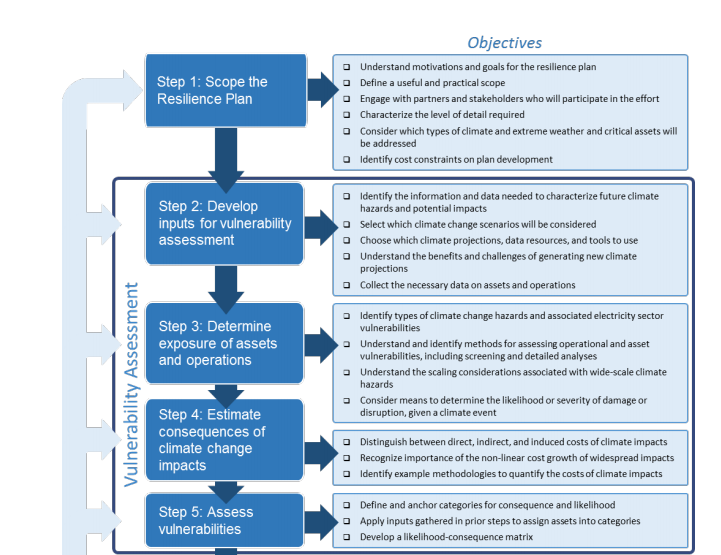 Objectives
Step 1: Scope the
Resilience Plan
Understand motivations and goals for the resilience plan
Define a useful and practical scope
Engage with partners and stakeholders who will participate in the effort
Characterize the level of detail required
Consider which types of climate and extreme weather and critical assets will
be addressed
Identify cost constraints on plan development
Vulnerability Assessment
Step 2: Develop
inputs for vulnerability
assessment
Identify the information and data needed to characterize future climate
hazards and potential impacts
Select which climate change scenarios will be considered
Choose which climate projections, data resources, and tools to use
Understand the benefits and challenges of generating new climate
projections
Collect the necessary data on assets and operations
Step 3: Determine
exposure of assets
and operations
Identify types of climate change hazards and associated electricity sector
vulnerabilities
Understand and identify methods for assessing operational and asset
vulnerabilities, including screening and detailed analyses
Understand the scaling considerations associated with wide-scale climate
hazards
Consider means to determine the likelihood or severity of damage or
disruption, given a climate event
Step 4: Estimate
consequences of
climate change
impacts
Distinguish between direct, indirect, and induced costs of climate impacts
Recognize importance of the non-linear cost growth of widespread impacts
Identify example methodologies to quantify the costs of climate impacts
Step 5: Assess
vulnerabilities
Define and anchor categories for consequence and likelihood
Apply inputs gathered in prior steps to assign assets into categories
Develop a likelihood-consequence matrix